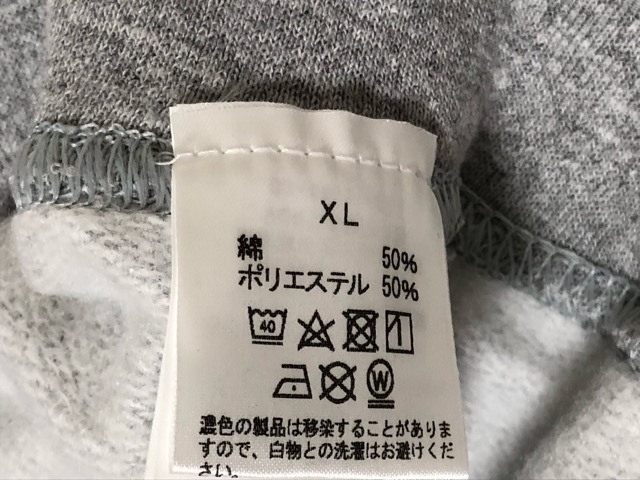 XL
綿 50%
ポリエステル 50%
40
W
濃色の製品は移染することがありま
すので、白物との洗濯はお避けくだ
さい。